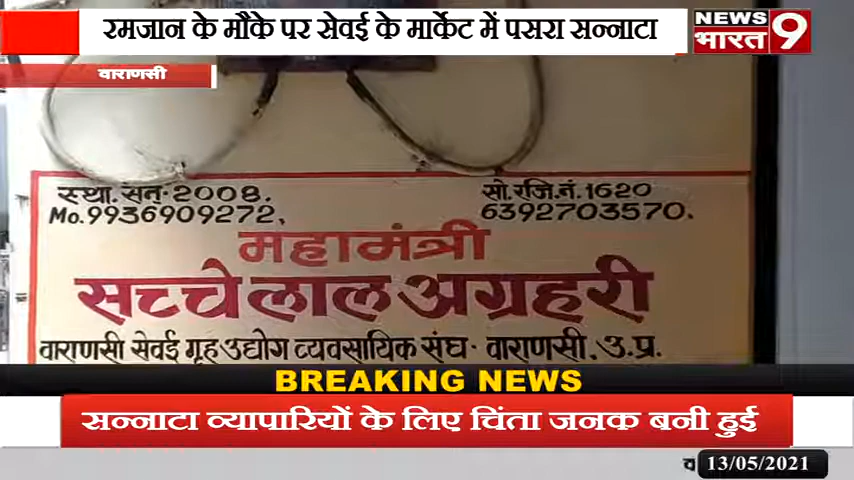 रमजान के मौके पर सेवई के मार्केट में पसरा सन्नाटा
NEWS
भारत 9
वाराणसी
स्था. सन्-2008.
सो.रजि.नं. 1620
Mo.9936909272,
6392703570.
महामंत्री
सच्चे लाल अग्रहरी
वाराणसी सेवई गृह उद्योग व्यवसायिक संघ· वाराणसी. उ.प्र.
BREAKING NEWS
सन्नाटा व्यापारियों के लिए चिंता जनक बनी हुई
व
13/05/2021